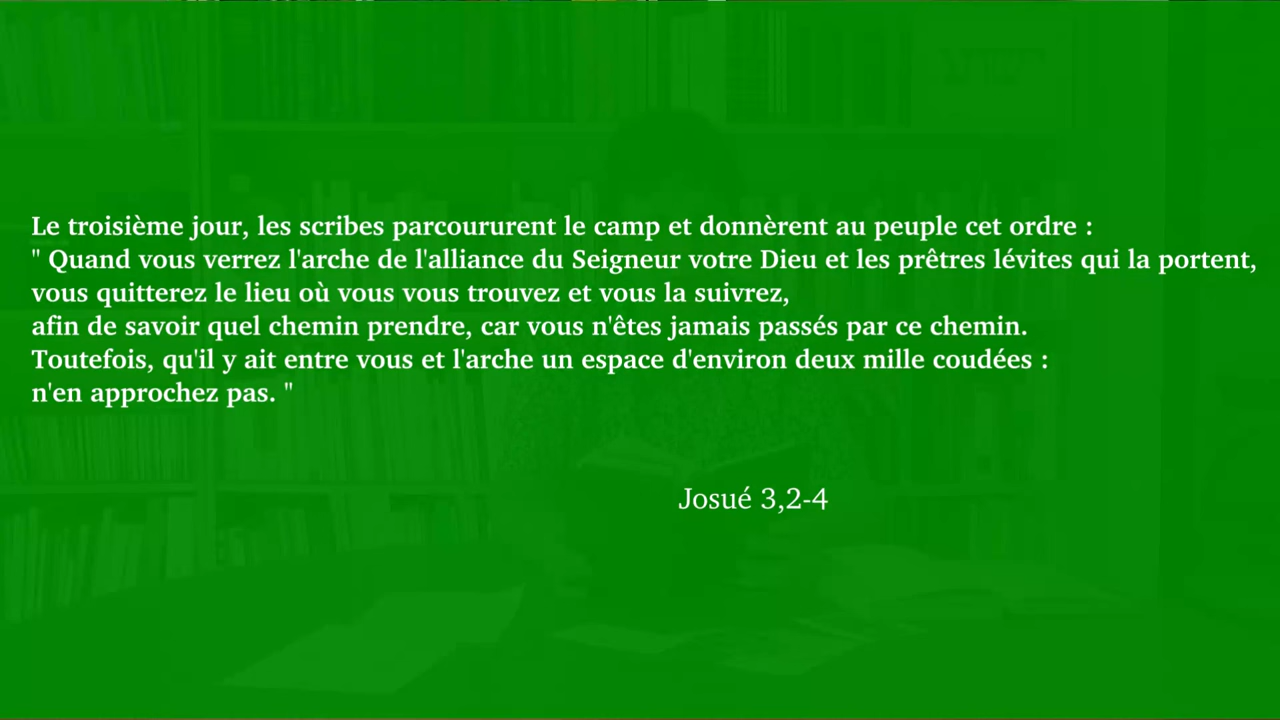 Le troisième jour, les scribes parcoururent le camp et donnèrent au peuple cet ordre :
" Quand vous verrez l'arche de l'alliance du Seigneur votre Dieu et les prêtres lévites qui la portent,
vous quitterez le lieu où vous vous trouvez et vous la suivrez,
afin de savoir quel chemin prendre, car vous n'êtes jamais passés par ce chemin.
Toutefois, qu'il y ait entre vous et l'arche un espace d'environ deux mille coudées :
n'en approchez pas. "
Josué 3,2-4